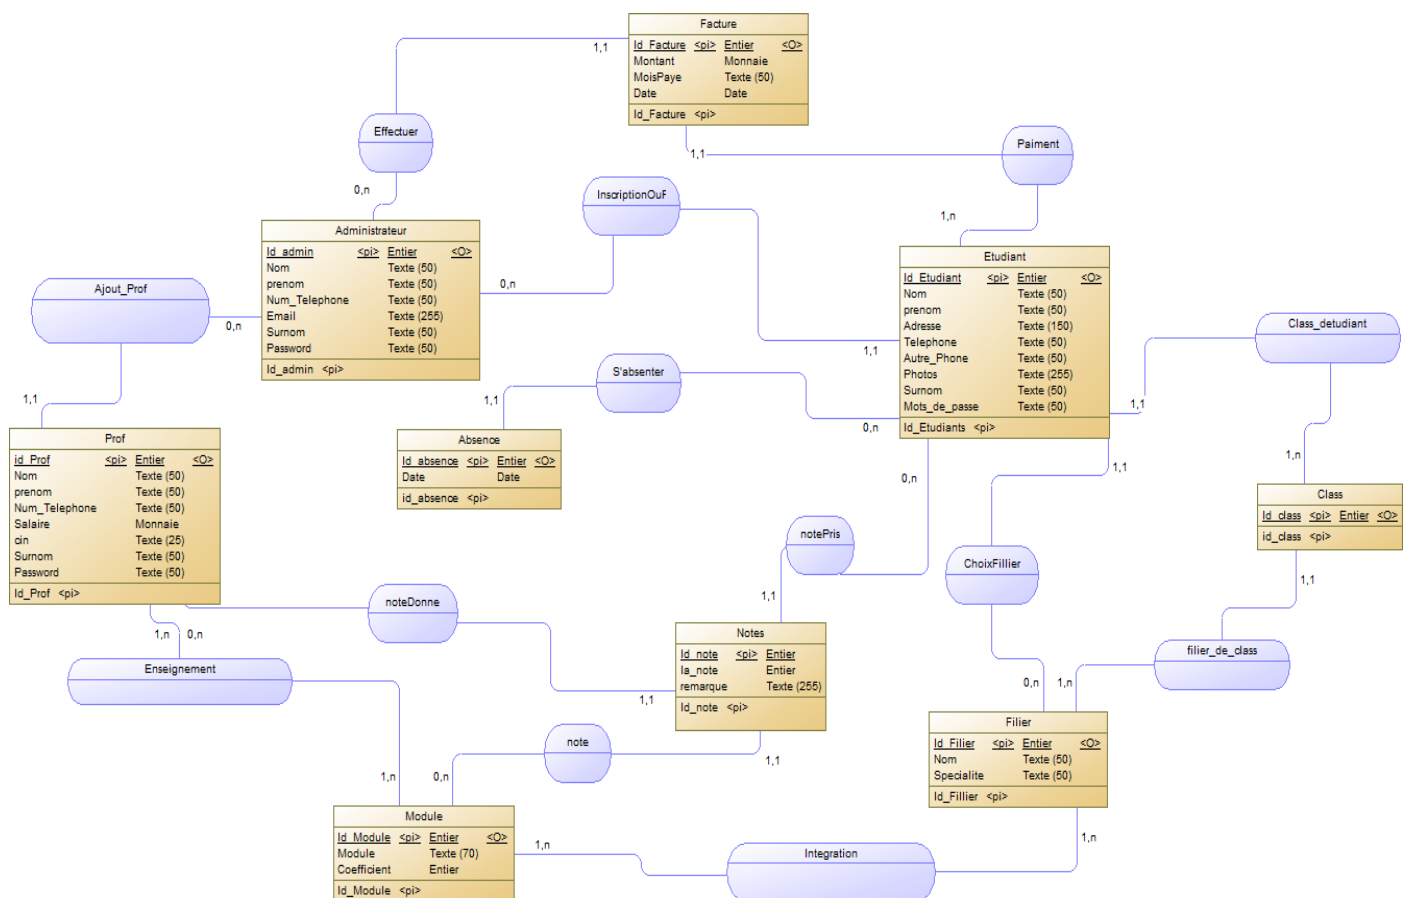 Facture
Id_Facture <pi> Entier <O>
Montant Monnaie
MoisPaye Texte (50)
Date Date
Id_Facture <pi>
1,1
1,1
Effectuer
0,n
Paiment
1,n
InscriptionOuF
0,n
1,1
Administrateur
Id_admin <pi> Entier <O>
Nom Texte (50)
prenom Texte (50)
Num_Telephone Texte (50)
Email Texte (255)
Surnom Texte (50)
Password Texte (50)
Id_admin <pi>
Etudiant
Id_Etudiant <pi> Entier <O>
Nom Texte (50)
prenom Texte (50)
Adresse Texte (150)
Telephone Texte (50)
Autre_Phone Texte (50)
Photos Texte (255)
Surnom Texte (50)
Mots_de_passe Texte (50)
Id_Etudiants <pi>
Ajout_Prof
0,n
1,1
Class_detudiant
1,1
1,n
S'absenter
1,1
0,n
Absence
Id_absence <pi> Entier <O>
Date Date
id_absence <pi>
Prof
id_Prof <pi> Entier <O>
Nom Texte (50)
prenom Texte (50)
Num_Telephone Texte (50)
Salaire Monnaie
cin Texte (25)
Surnom Texte (50)
Password Texte (50)
Id_Prof <pi>
Class
Id_class <pi> Entier <O>
id_class <pi>
0,n
1,1
notePris
1,1
ChoixFillier
0,n
1,1
filier_de_class
1,n
noteDonne
1,n 0,n
1,1
Enseignement
1,n
Notes
Id_note <pi> Entier
la_note Entier
remarque Texte (255)
Id_note <pi>
note
0,n
1,1
Filier
Id_Filier <pi> Entier <O>
Nom Texte (50)
Specialite Texte (50)
Id_Fillier <pi>
Module
Id_Module <pi> Entier <O>
Module Texte (70)
Coefficient Entier
Id_Module <pi>
1,n
Integration
1,n